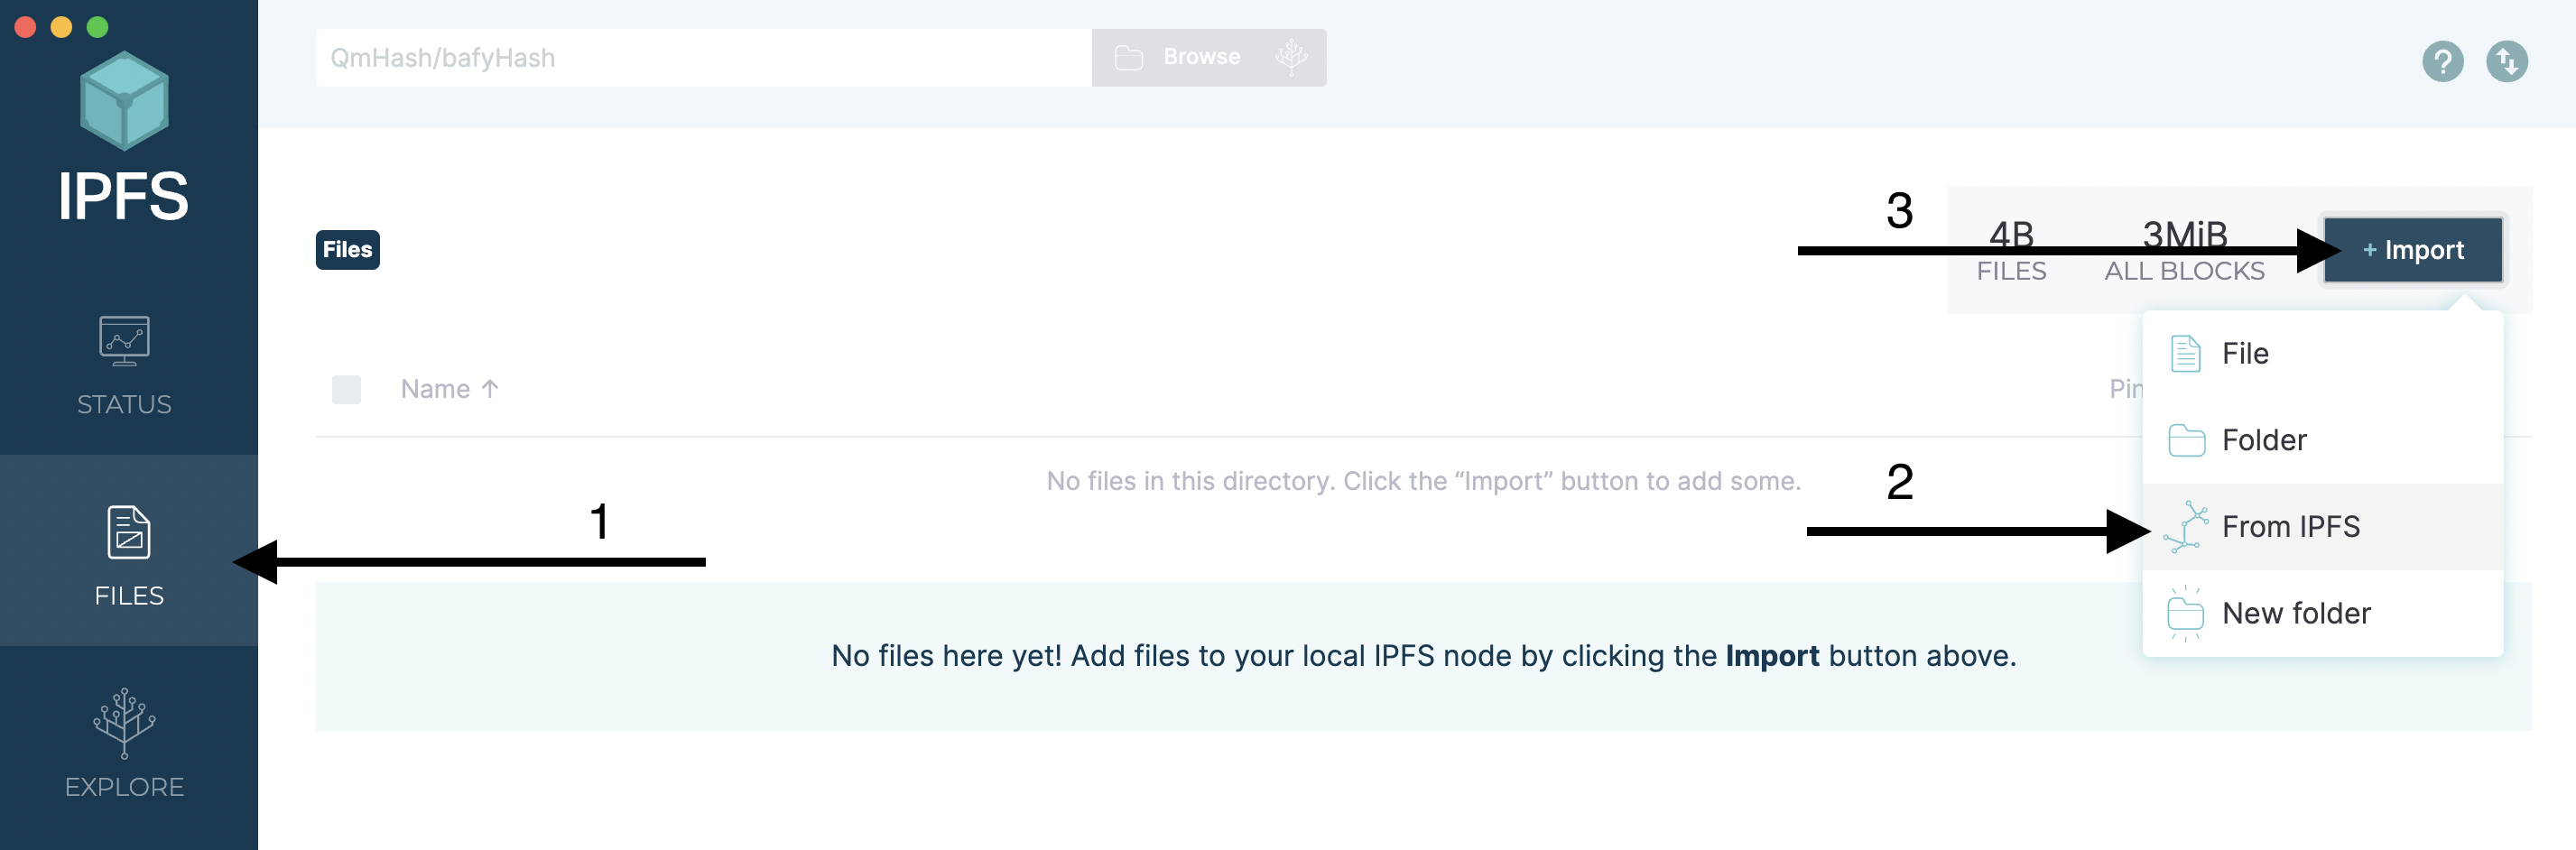 QmHash/bafyHash
Browse
?
IPFS
3
4B
3MiB
+ Import
Files
FILES
ALL BLOCKS
File
STATUS
Name ↑
Pin
Folder
No files in this directory. Click the “Import” button to add some.
2
1
From IPFS
FILES
New folder
No files here yet! Add files to your local IPFS node by clicking the Import button above.
EXPLORE